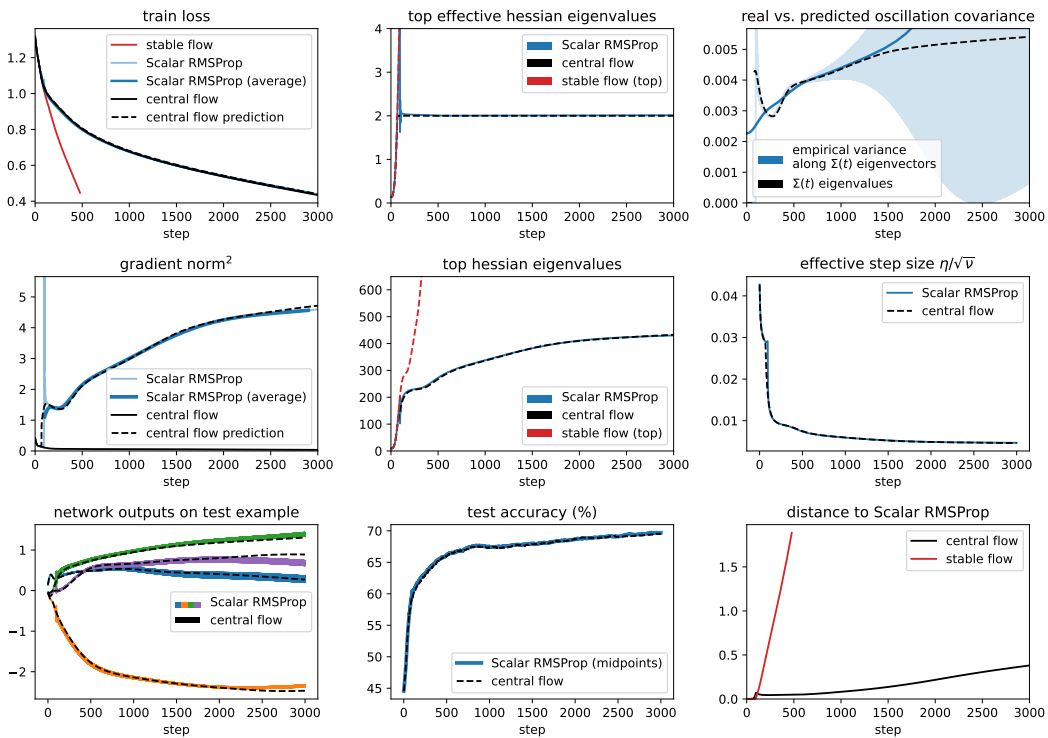 train loss
1.2
1.0
0.8
0.6
0.4
stable flow
Scalar RMSProp
Scalar RMSProp (average)
central flow
central flow prediction
0 500 1000 1500 2000 2500 3000
step
top effective hessian eigenvalues
4
3
2
1
0
Scalar RMSProp
central flow
stable flow (top)
0 500 1000 1500 2000 2500 3000
step
real vs. predicted oscillation covariance
0.005
0.004
0.003
0.002
0.001
0.000
empirical variance
along Σ(t) eigenvectors
Σ(t) eigenvalues
0 500 1000 1500 2000 2500 3000
step
gradient norm²
5
4
3
2
1
0
Scalar RMSProp
Scalar RMSProp (average)
central flow
central flow prediction
0 500 1000 1500 2000 2500 3000
step
top hessian eigenvalues
600
500
400
300
200
100
0
Scalar RMSProp
central flow
stable flow (top)
0 500 1000 1500 2000 2500 3000
step
effective step size η/√ν
0.04
0.03
0.02
0.01
Scalar RMSProp
central flow
0 500 1000 1500 2000 2500 3000
step
network outputs on test example
1
0
−1
−2
Scalar RMSProp
central flow
0 500 1000 1500 2000 2500 3000
step
test accuracy (%)
70
65
60
55
50
45
Scalar RMSProp (midpoints)
central flow
0 500 1000 1500 2000 2500 3000
step
distance to Scalar RMSProp
1.5
1.0
0.5
0.0
central flow
stable flow
0 500 1000 1500 2000 2500 3000
step